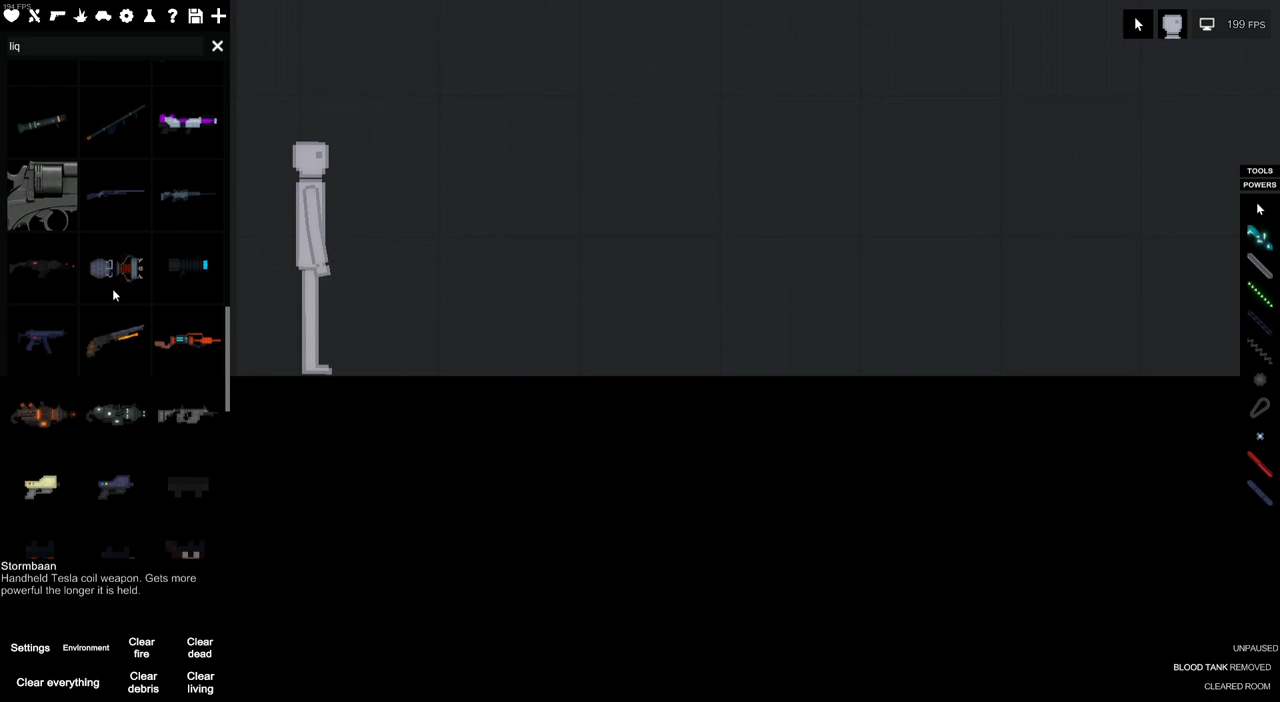 194 FPS
199 FPS
liq
TOOLS
POWERS
Stormbaan
Handheld Tesla coil weapon. Gets more
powerful the longer it is held.
Settings
Environment
Clear
fire
Clear
dead
Clear everything
Clear
debris
Clear
living
UNPAUSED
BLOOD TANK REMOVED
CLEARED ROOM